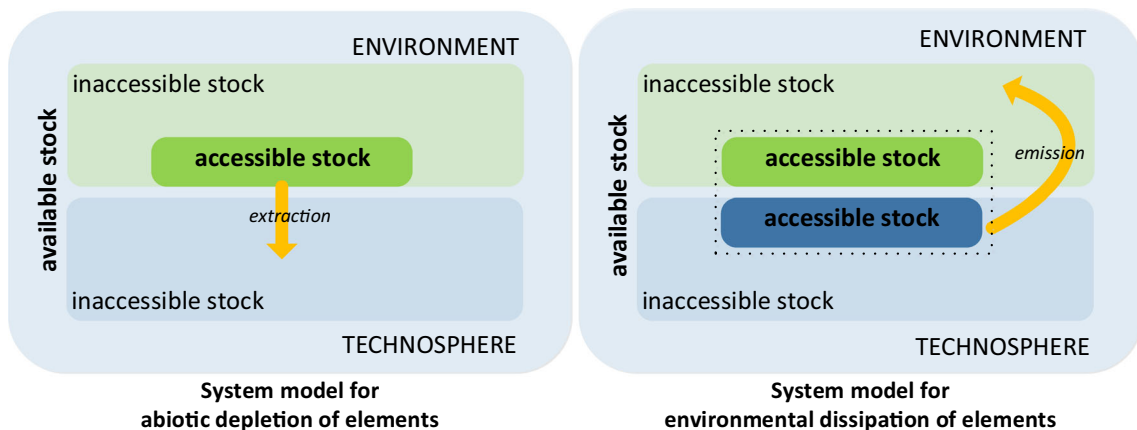 ENVIRONMENT
inaccessible stock
available stock
accessible stock
extraction
inaccessible stock
TECHNOSPHERE
System model for
abiotic depletion of elements
ENVIRONMENT
inaccessible stock
available stock
accessible stock
emission
accessible stock
inaccessible stock
TECHNOSPHERE
System model for
environmental dissipation of elements